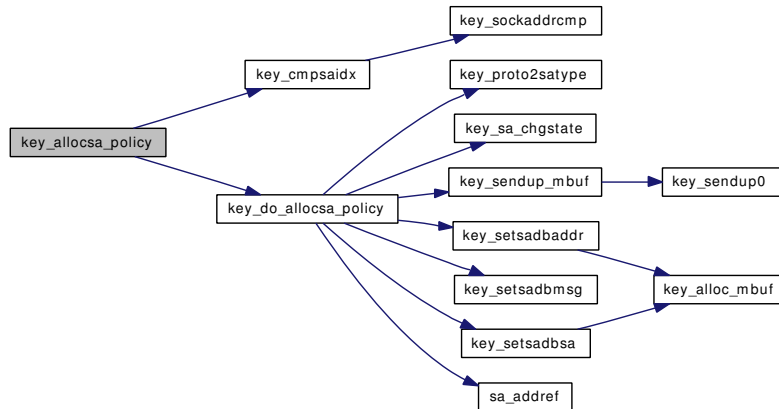 key_sockaddrcmp
key_cmpsaidx
key_proto2satype
key_sa_chgstate
key_allocsa_policy
key_sendup_mbuf
key_sendup0
key_do_allocsa_policy
key_setsadbaddr
key_setsadbmsg
key_alloc_mbuf
key_setsadbsa
sa_addref